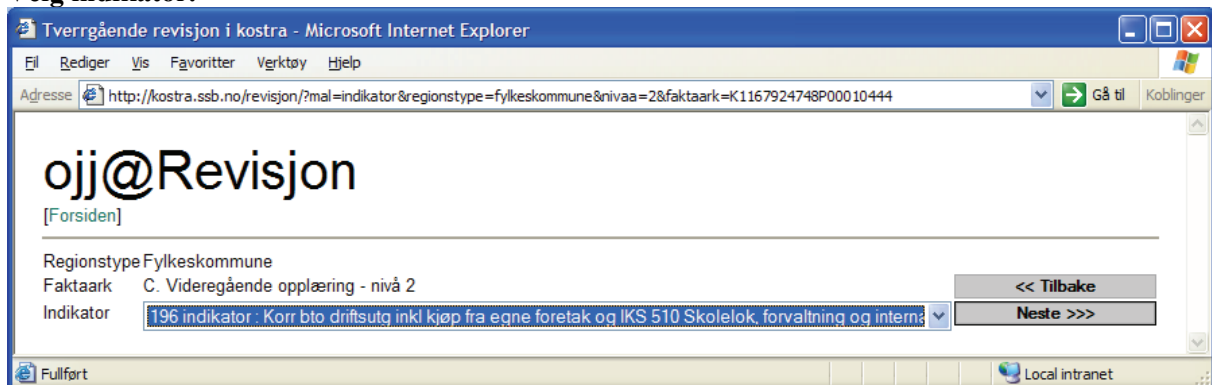 Tverrgående revisjon i kostra - Microsoft Internet Explorer
Fil Rediger Vis Favoritter Verktøy Hjelp
Adresse http://kostra.ssb.no/revisjon/?mal=indikator&regionstype=fylkeskommune&nivaa=2&faktaark=K1167924748P00010444 Gå til Koblinger
ojj@Revisjon
[Forsiden]
Regionstype Fylkeskommune
Faktaark C. Videregående opplæring - nivå 2 << Tilbake
Indikator 196 indikator : Korr bto driftsutg inkl kjøp fra egne foretak og IKS 510 Skolelok, forvaltning og interna Neste >>>
Fullført Local intranet